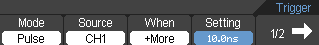 Trigger
Mode Source When Setting
Pulse CH1 +More 10.0ns 1/2